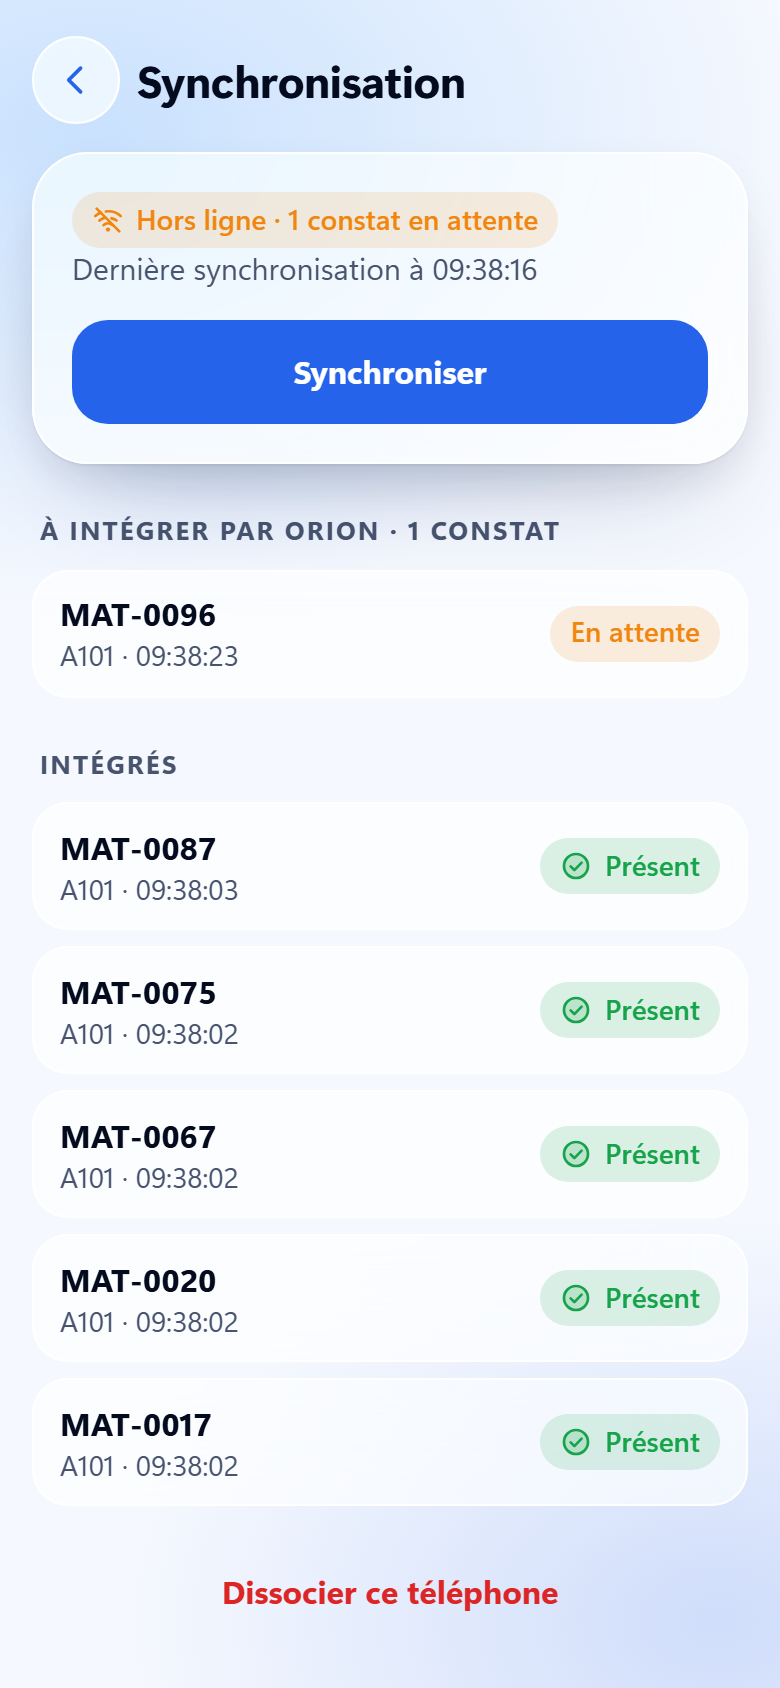 Synchronisation
Hors ligne · 1 constat en attente
Dernière synchronisation à 09:38:16
Synchroniser
À INTÉGRER PAR ORION · 1 CONSTAT
MAT-0096
A101 · 09:38:23
En attente
INTÉGRÉS
MAT-0087
A101 · 09:38:03
Présent
MAT-0075
A101 · 09:38:02
Présent
MAT-0067
A101 · 09:38:02
Présent
MAT-0020
A101 · 09:38:02
Présent
MAT-0017
A101 · 09:38:02
Présent
Dissocier ce téléphone